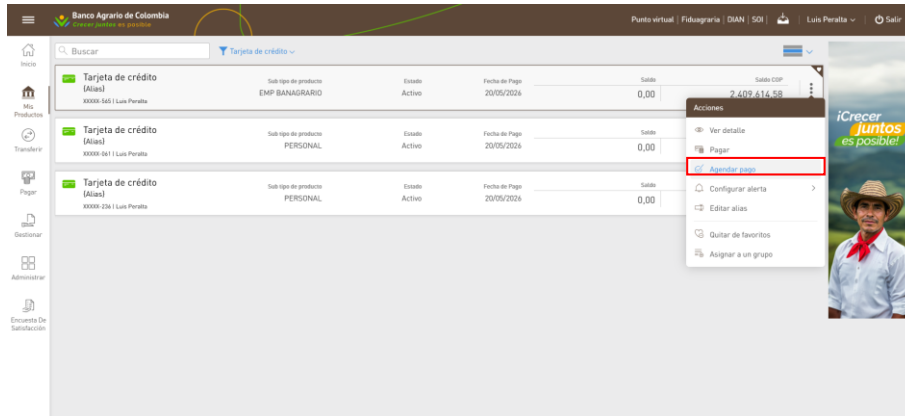 Banco Agrario de Colombia
Crecer juntos es posible
Punto virtual | Fiduagraria | DIAN | SOI |
Luis Peralta
Salir
Inicio
Mis
Productos
Transferir
Pagar
Gestionar
Administrar
Encuesta De
Satisfacción
Buscar
Tarjeta de crédito
Tarjeta de crédito
(Alias)
XXXXX-565 | Luis Peralta
Sub tipo de producto
EMP BANAGRARIO
Estado
Activo
Fecha de Pago
20/05/2026
Saldo
0,00
Saldo COP
2.409.614,58
Tarjeta de crédito
(Alias)
XXXXX-061 | Luis Peralta
Sub tipo de producto
PERSONAL
Estado
Activo
Fecha de Pago
20/05/2026
Saldo
0,00
Tarjeta de crédito
(Alias)
XXXXX-236 | Luis Peralta
Sub tipo de producto
PERSONAL
Estado
Activo
Fecha de Pago
20/05/2026
Saldo
0,00
Acciones
Ver detalle
Pagar
Agendar pago
Configurar alerta
Editar alias
Quitar de favoritos
Asignar a un grupo
¡Crecer
juntos
es posible!